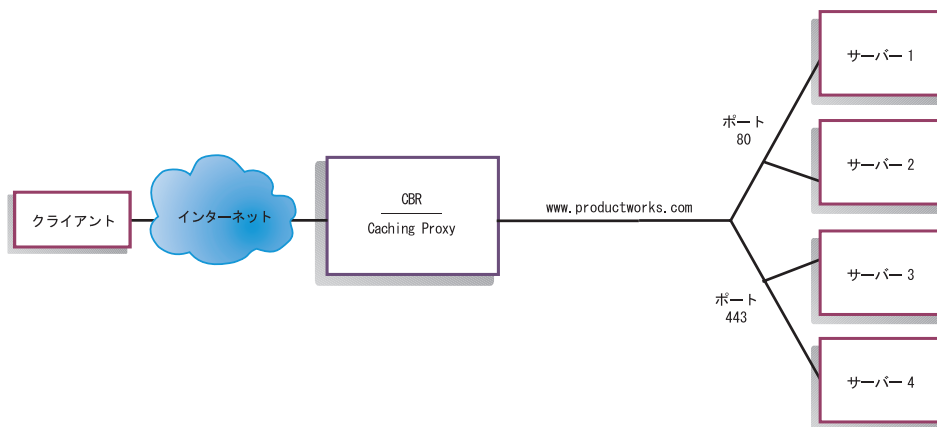 クライアント
インターネット
CBR
Caching Proxy
www.productworks.com
ポート
80
ポート
443
サーバー 1
サーバー 2
サーバー 3
サーバー 4